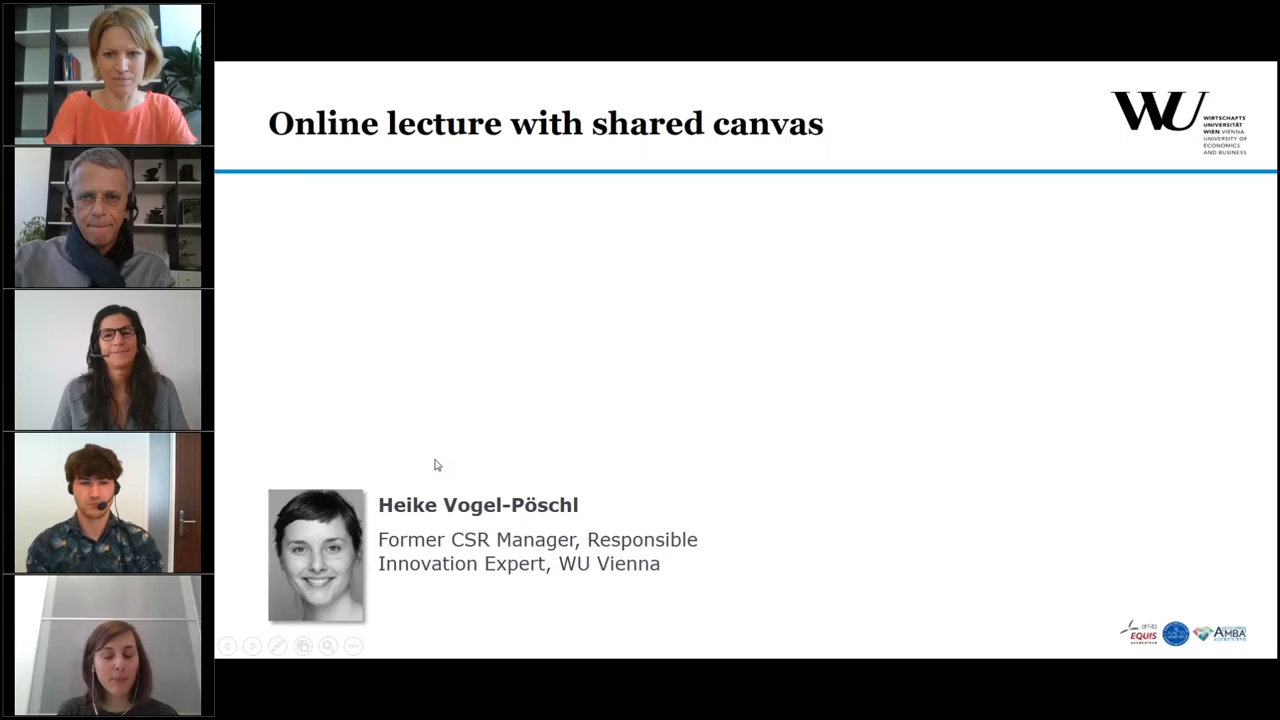 Online lecture with shared canvas
WU
WIRTSCHAFTS
UNIVERSITÄT
WIEN VIENNA
UNIVERSITY OF
ECONOMICS
AND BUSINESS
Heike Vogel-Pöschl
Former CSR Manager, Responsible
Innovation Expert, WU Vienna
EQUIS
AMBA